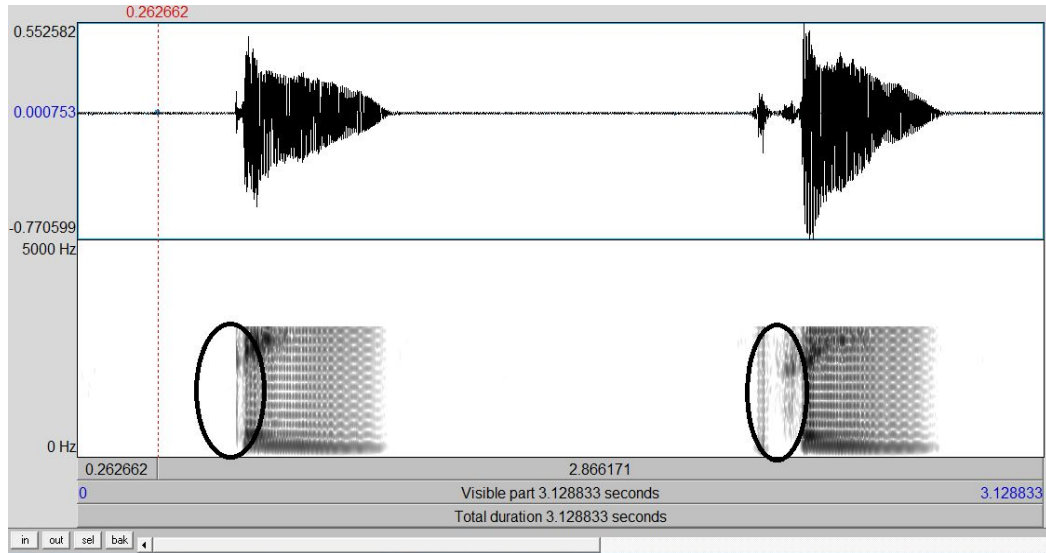 0.262662
0.552582
0.000753
-0.770599
5000 Hz
0 Hz
0.262662 2.866171
0 Visible part 3.128833 seconds 3.128833
Total duration 3.128833 seconds
in out sel bak